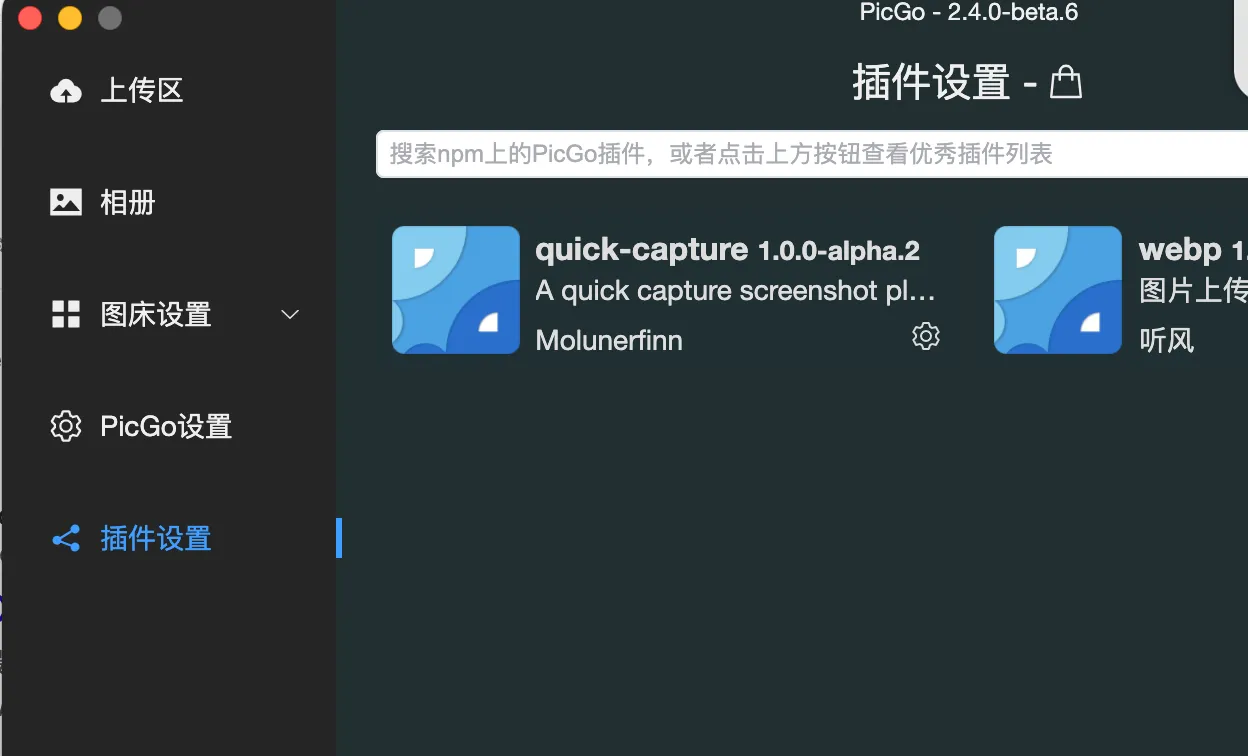 PicGo - 2.4.0-beta.6
上传区
相册
图床设置
PicGo设置
插件设置
插件设置 -
搜索npm上的PicGo插件，或者点击上方按钮查看优秀插件列表
quick-capture 1.0.0-alpha.2
A quick capture screenshot pl...
Molunerfinn
webp 1.
图片上传
听风